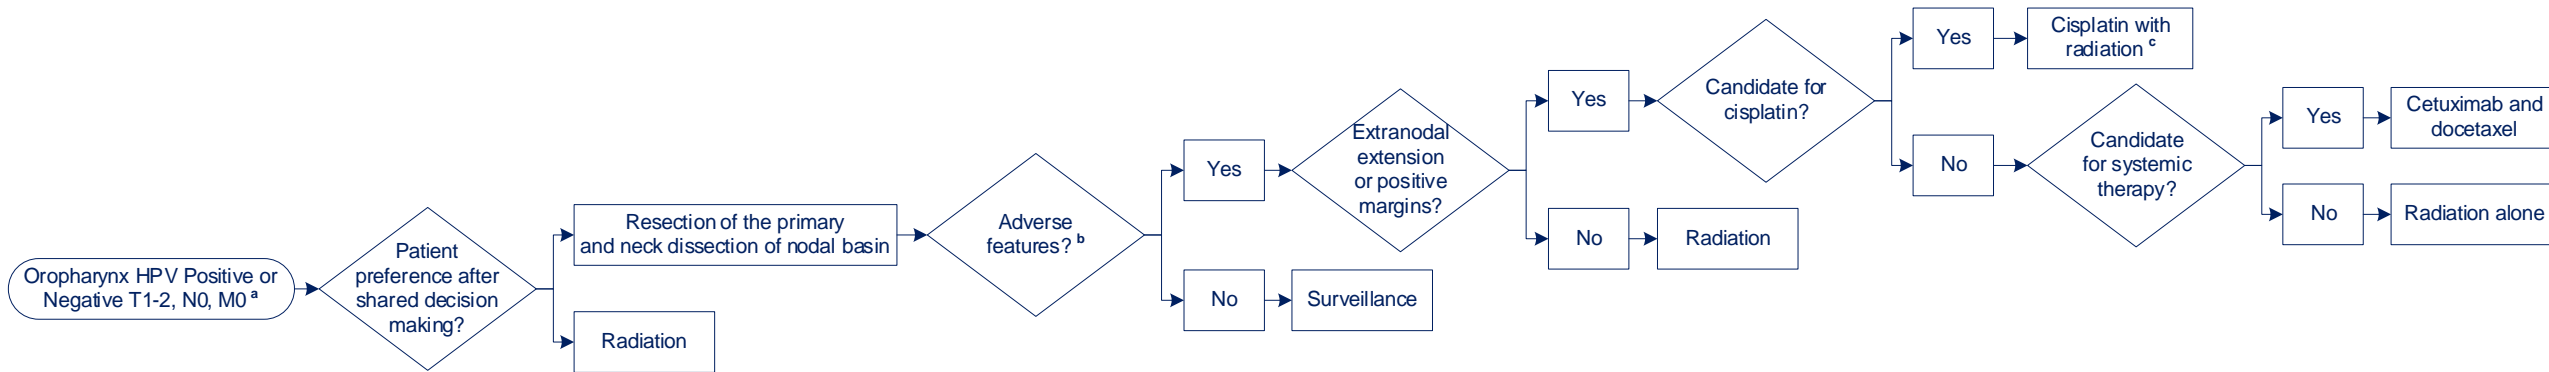 Oropharynx HPV Positive or
Negative T1-2, N0, M0 a
Patient
preference after
shared decision
making?
Resection of the primary
and neck dissection of nodal basin
Radiation
Adverse
features? b
Yes
No
Surveillance
Extranodal
extension
or positive
margins?
Yes
No
Radiation
Candidate for
cisplatin?
Yes
Cisplatin with
radiation c
No
Candidate
for systemic
therapy?
Yes
Cetuximab and
docetaxel
No
Radiation alone